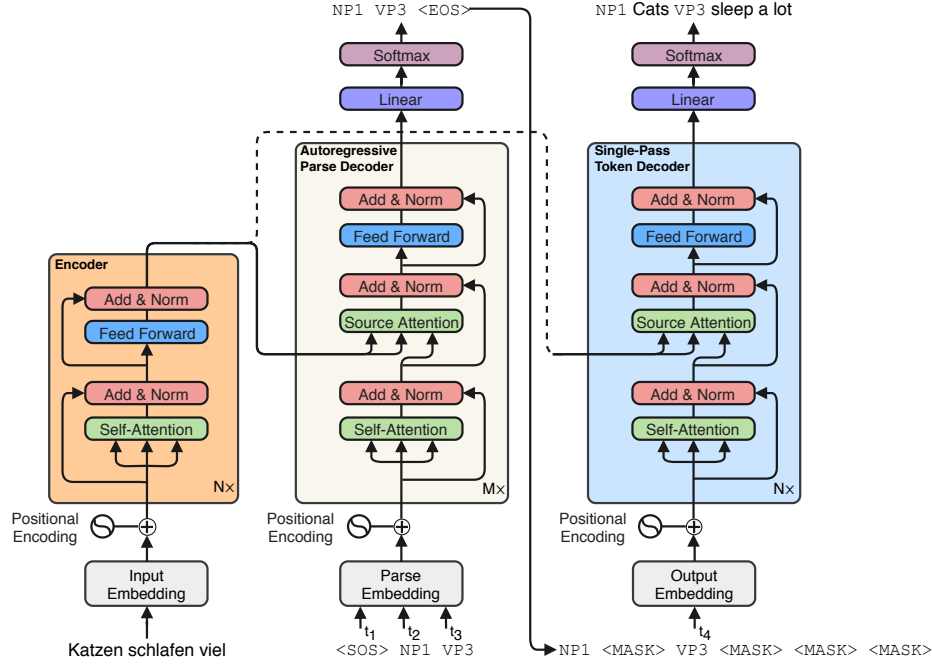 NP1 VP3 <EOS>
NP1 Cats VP3 sleep a lot
Softmax
Softmax
Linear
Linear
Autoregressive
Parse Decoder
Single-Pass
Token Decoder
Add & Norm
Add & Norm
Feed Forward
Feed Forward
Encoder
Add & Norm
Add & Norm
Add & Norm
Feed Forward
Source Attention
Source Attention
Add & Norm
Add & Norm
Add & Norm
Self-Attention
Self-Attention
Self-Attention
N×
M×
N×
Positional
Encoding
Positional
Encoding
Positional
Encoding
Input
Embedding
Parse
Embedding
Output
Embedding
t1
t2
t3
t4
Katzen schlafen viel
<SOS> NP1 VP3
NP1 <MASK> VP3 <MASK> <MASK> <MASK>